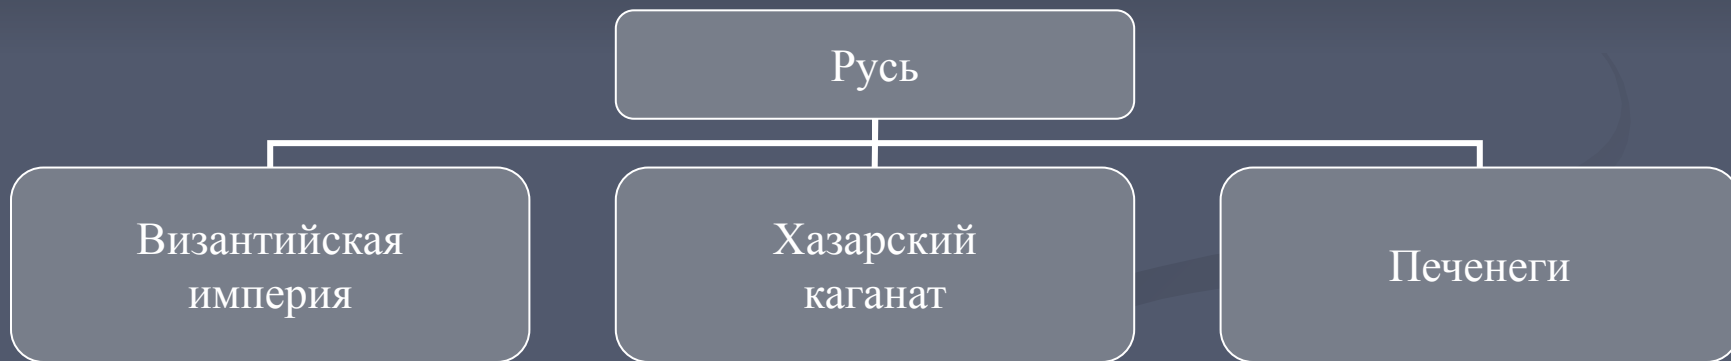 Русь
Византийская
империя
Хазарский
каганат
Печенеги